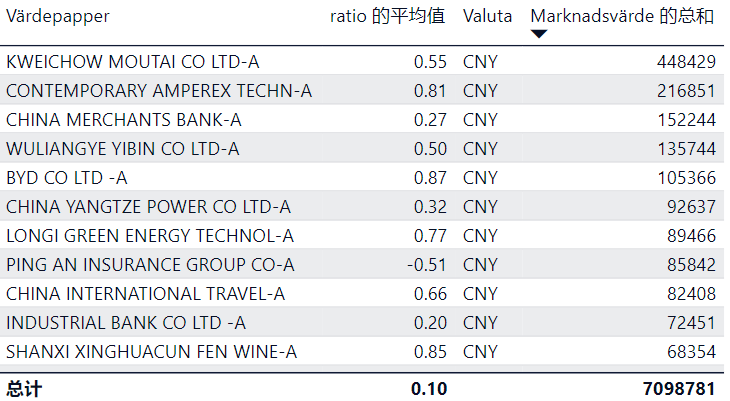 Värdepapper ratio 的平均值 Valuta Marknadsvärde 的总和
KWEICHOW MOUTAI CO LTD-A 0.55 CNY 448429
CONTEMPORARY AMPEREX TECHN-A 0.81 CNY 216851
CHINA MERCHANTS BANK-A 0.27 CNY 152244
WULIANGYE YIBIN CO LTD-A 0.50 CNY 135744
BYD CO LTD -A 0.87 CNY 105366
CHINA YANGTZE POWER CO LTD-A 0.32 CNY 92637
LONGI GREEN ENERGY TECHNOL-A 0.77 CNY 89466
PING AN INSURANCE GROUP CO-A -0.51 CNY 85842
CHINA INTERNATIONAL TRAVEL-A 0.66 CNY 82408
INDUSTRIAL BANK CO LTD -A 0.20 CNY 72451
SHANXI XINGHUACUN FEN WINE-A 0.85 CNY 68354
总计 0.10 7098781